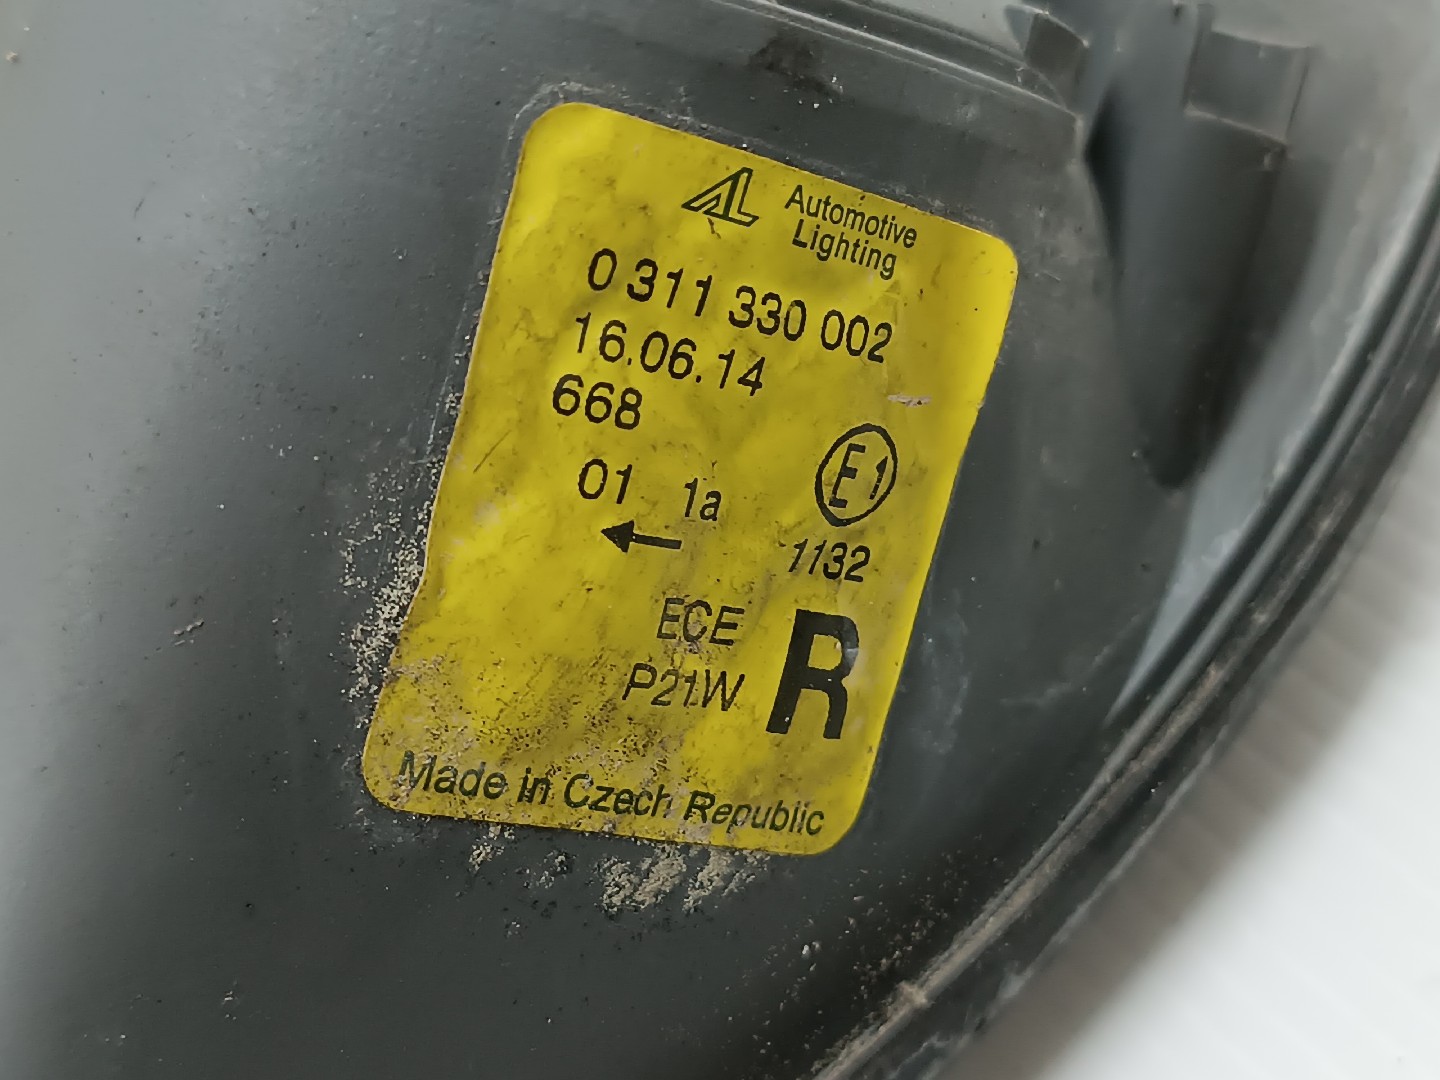 AL Automotive
Lighting
0 311 330 002
16.06.14
668
01 1a E1
1132
ECE
P21W R
Made in Czech Republic